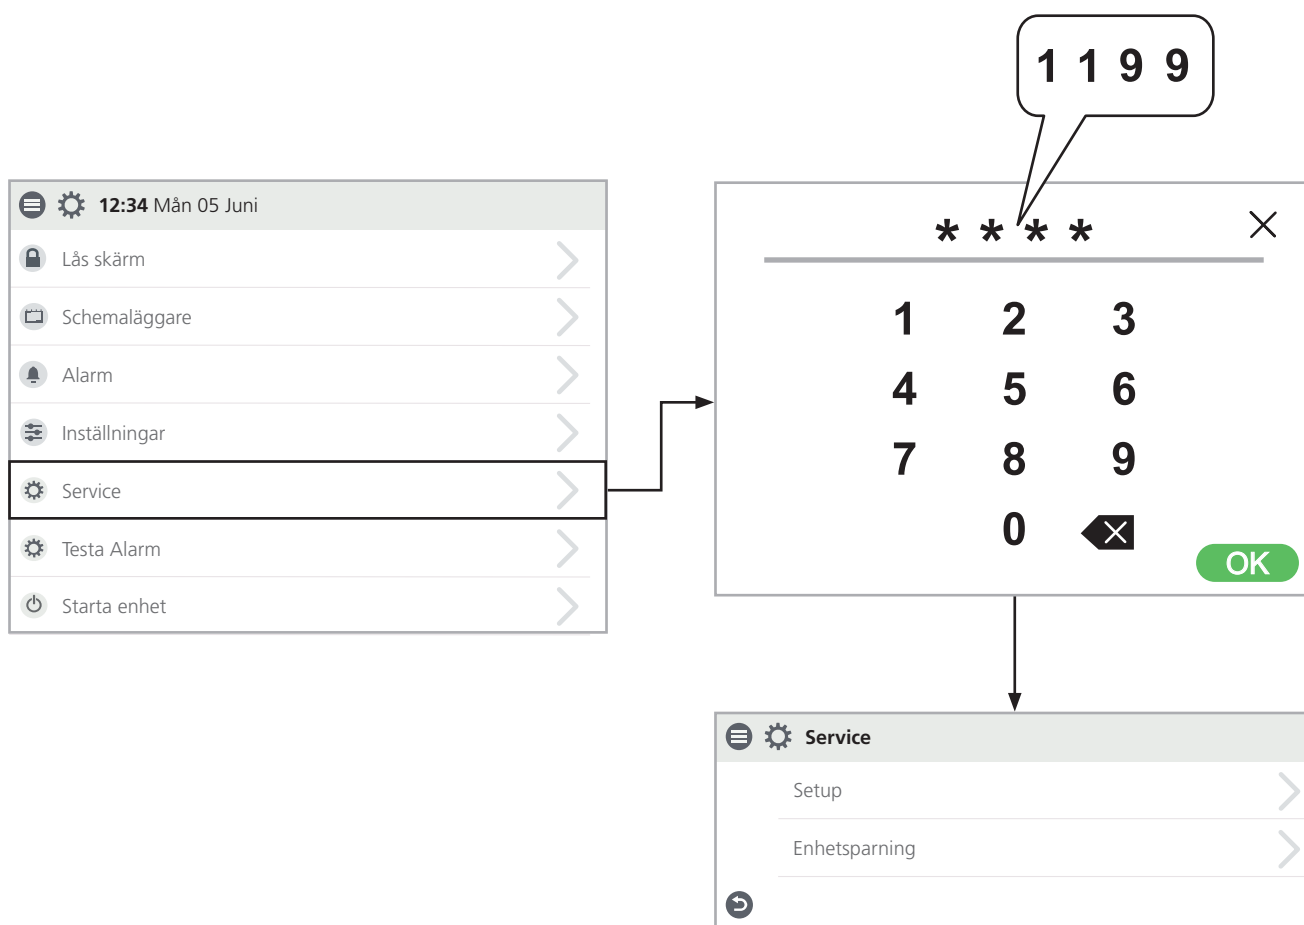 1 1 9 9
12:34 Mån 05 Juni
Lås skärm
Schemaläggare
Alarm
Inställningar
Service
Testa Alarm
Starta enhet
* * * *
1 2 3
4 5 6
7 8 9
0
OK
Service
Setup
Enhetsparning